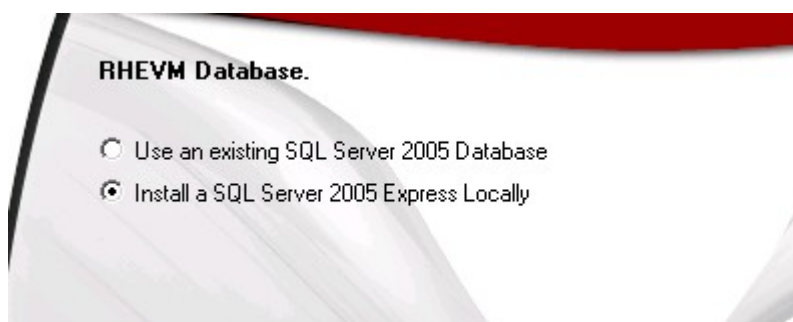 RHEVM Database.
Use an existing SQL Server 2005 Database
Install a SQL Server 2005 Express Locally